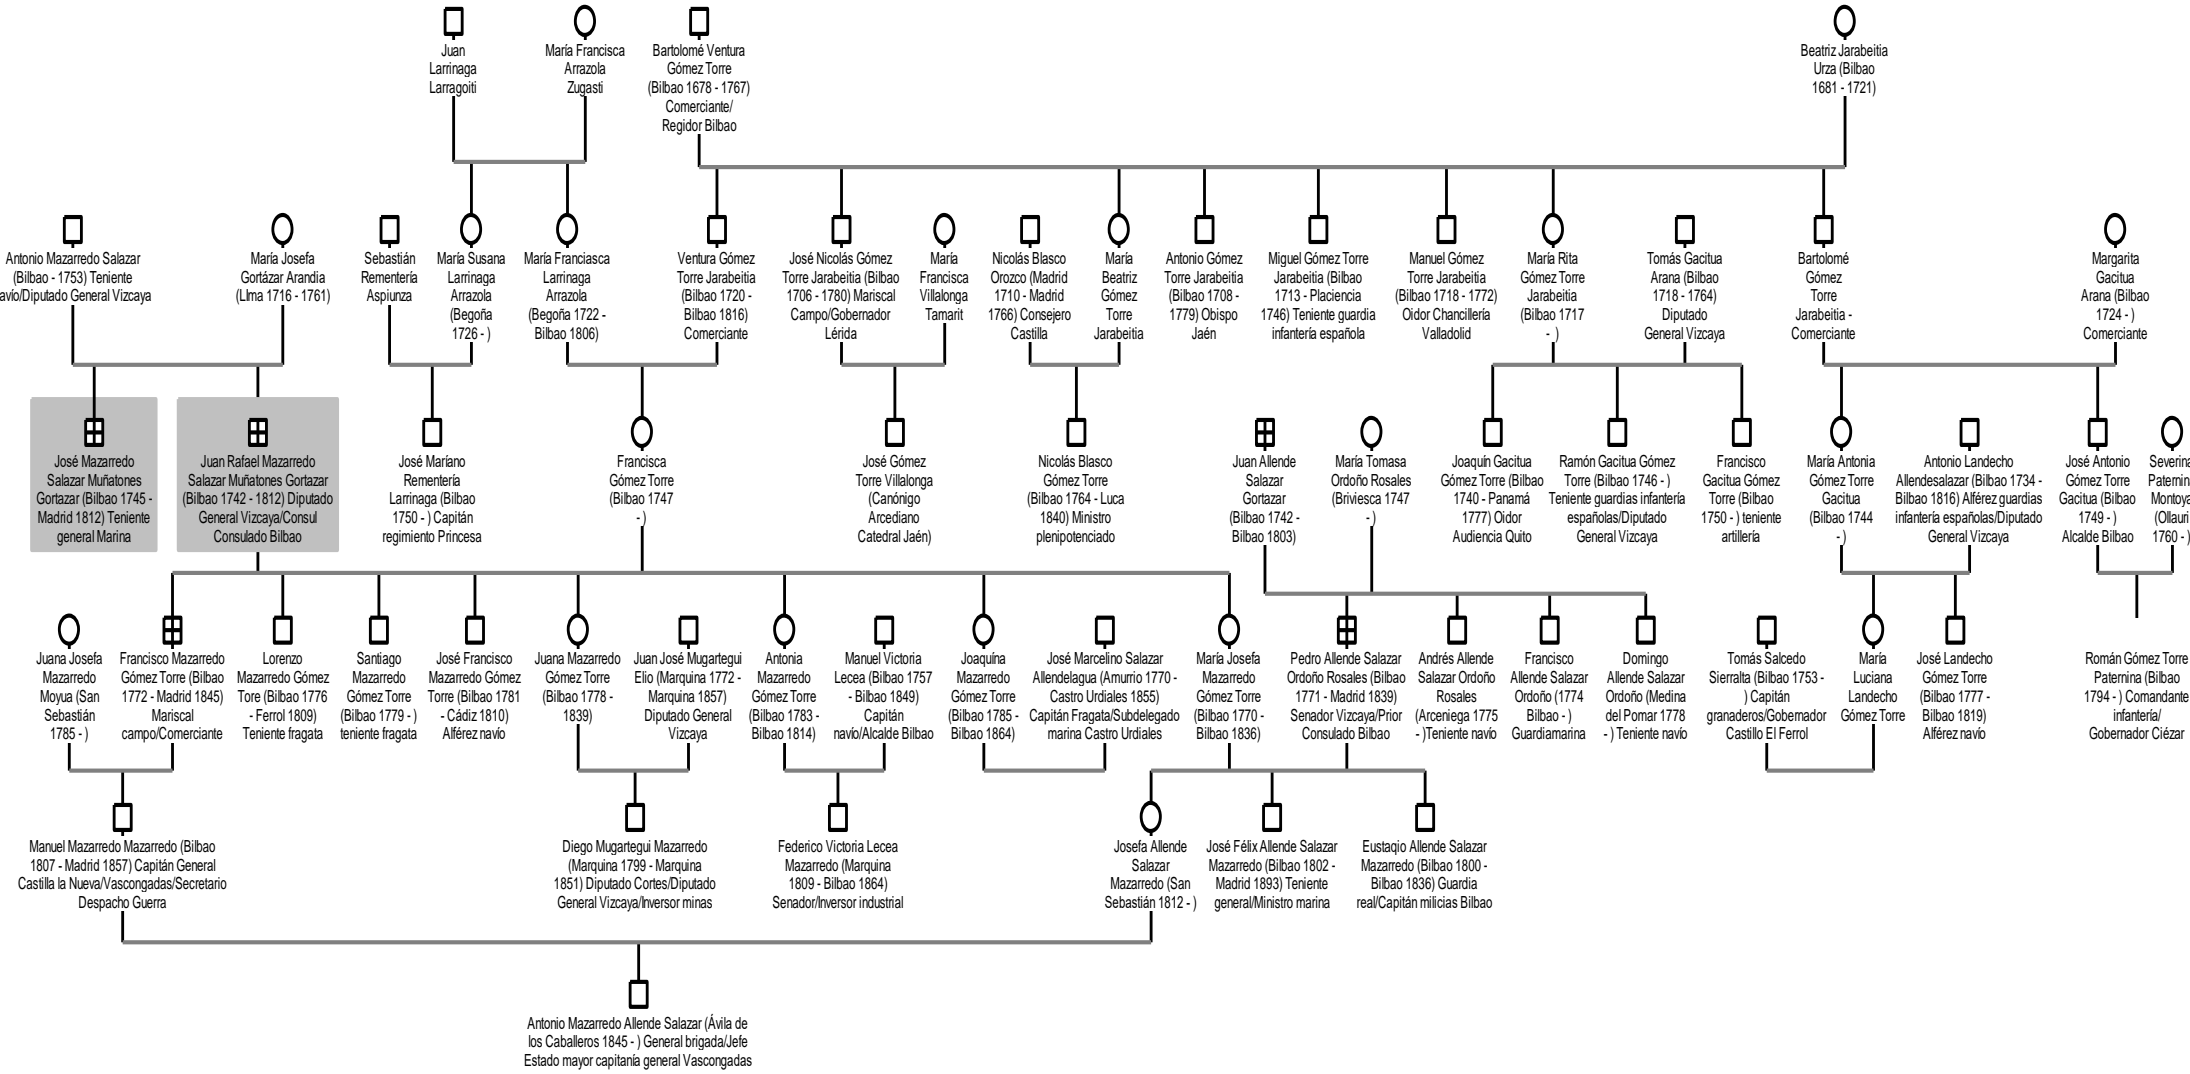 Juan
Larrinaga
Larragoiti
María Francisca
Arrazola
Zugasti
Bartolomé Ventura
Gómez Torre
(Bilbao 1678 - 1767)
Comerciante/
Regidor Bilbao
Beatriz Jarabeitia
Urza (Bilbao
1681 - 1721)
Antonio Mazarredo Salazar
(Bilbao - 1753) Teniente
avío/Diputado General Vizcaya
María Josefa
Gortázar Arandia
(LIma 1716 - 1761)
Sebastián
Rementería
Aspiunza
María Susana
Larrinaga
Arrazola
(Begoña
1726 - )
María Franciasca
Larrinaga
Arrazola
(Begoña 1722 -
Bilbao 1806)
Ventura Gómez
Torre Jarabeitia
(Bilbao 1720 -
Bilbao 1816)
Comerciante
José Nicolás Gómez
Torre Jarabeitia (Bilbao
1706 - 1780) Mariscal
Campo/Gobernador
Lérida
María
Francisca
Villalonga
Tamarit
Nicolás Blasco
Orozco (Madrid
1710 - Madrid
1766) Consejero
Castilla
María
Beatriz
Gómez
Torre
Jarabeitia
Antonio Gómez
Torre Jarabeitia
(Bilbao 1708 -
1779) Obispo
Jaén
Miguel Gómez Torre
Jarabeitia (Bilbao
1713 - Placiencia
1746) Teniente guardia
infantería española
Manuel Gómez
Torre Jarabeitia
(Bilbao 1718 - 1772)
Oidor Chancillería
Valladolid
María Rita
Gómez Torre
Jarabeitia
(Bilbao 1717
- )
Tomás Gacitua
Arana (Bilbao
1718 - 1764)
Diputado
General Vizcaya
Bartolomé
Gómez
Torre
Jarabeitia -
Comerciante
Margarita
Gacitua
Arana (Bilbao
1724 - )
Comerciante
José Mazarredo
Salazar Muñatones
Gortazar (Bilbao 1745 -
Madrid 1812) Teniente
general Marina
Juan Rafael Mazarredo
Salazar Muñatones Gortazar
(Bilbao 1742 - 1812) Diputado
General Vizcaya/Consul
Consulado Bilbao
José Maríano
Rementería
Larrinaga (Bilbao
1750 - ) Capitán
regimiento Princesa
Francisca
Gómez Torre
(Bilbao 1747
- )
José Gómez
Torre Villalonga
(Canónigo
Arcediano
Catedral Jaén)
Nicolás Blasco
Gómez Torre
(Bilbao 1764 - Luca
1840) Ministro
plenipotenciado
Juan Allende
Salazar
Gortazar
(Bilbao 1742 -
Bilbao 1803)
María Tomasa
Ordoño Rosales
(Briviesca 1747
- )
Joaquín Gacitua
Gómez Torre (Bilbao
1740 - Panamá
1777) Oidor
Audiencia Quito
Ramón Gacitua Gómez
Torre (Bilbao 1746 - )
Teniente guardias infantería
españolas/Diputado
General Vizcaya
Francisco
Gacitua Gómez
Torre (Bilbao
1750 - ) teniente
artillería
María Antonia
Gómez Torre
Gacitua
(Bilbao 1744
- )
Antonio Landecho
Allendesalazar (Bilbao 1734 -
Bilbao 1816) Alférez guardias
infantería españolas/Diputado
General Vizcaya
José Antonio
Gómez Torre
Gacitua (Bilbao
1749 - )
Alcalde Bilbao
Severina
Paternin
Montoya
(Ollauri
1760 - )
Juana Josefa
Mazarredo
Moyua (San
Sebastián
1785 - )
Francisco Mazarredo
Gómez Torre (Bilbao
1772 - Madrid 1845)
Mariscal
campo/Comerciante
Lorenzo
Mazarredo Gómez
Tore (Bilbao 1776
- Ferrol 1809)
Teniente fragata
Santiago
Mazarredo
Gómez Torre
(Bilbao 1779 - )
teniente fragata
José Francisco
Mazarredo Gómez
Torre (Bilbao 1781
- Cádiz 1810)
Alférez navío
Juana Mazarredo
Gómez Torre
(Bilbao 1778 -
1839)
Juan José Mugartegui
Elio (Marquina 1772 -
Marquina 1857)
Diputado General
Vizcaya
Antonia
Mazarredo
Gómez Torre
(Bilbao 1783 -
Bilbao 1814)
Manuel Victoria
Lecea (Bilbao 1757
- Bilbao 1849)
Capitán
navío/Alcalde Bilbao
Joaquína
Mazarredo
Gómez Torre
(Bilbao 1785 -
Bilbao 1864)
José Marcelino Salazar
Allendelagua (Amurrio 1770 -
Castro Urdiales 1855)
Capitán Fragata/Subdelegado
marina Castro Urdiales
María Josefa
Mazarredo
Gómez Torre
(Bilbao 1770 -
Bilbao 1836)
Pedro Allende Salazar
Ordoño Rosales (Bilbao
1771 - Madrid 1839)
Senador Vizcaya/Prior
Consulado Bilbao
Andrés Allende
Salazar Ordoño
Rosales
(Arceniega 1775
- )Teniente navío
Francisco
Allende Salazar
Ordoño (1774
Bilbao - )
Guardiamarina
Domingo
Allende Salazar
Ordoño (Medina
del Pomar 1778
- ) Teniente navío
Tomás Salcedo
Sierralta (Bilbao 1753 -
) Capitán
granaderos/Gobernador
Castillo El Ferrol
María
Luciana
Landecho
Gómez Torre
José Landecho
Gómez Torre
(Bilbao 1777 -
Bilbao 1819)
Alférez navío
Román Gómez Torre
Paternina (Bilbao
1794 - ) Comandante
infantería/
Gobernador Ciézar
Manuel Mazarredo Mazarredo (Bilbao
1807 - Madrid 1857) Capitán General
Castilla la Nueva/Vascongadas/Secretario
Despacho Guerra
Diego Mugartegui Mazarredo
(Marquina 1799 - Marquina
1851) Diputado Cortes/Diputado
General Vizcaya/Inversor minas
Federico Victoria Lecea
Mazarredo (Marquina
1809 - Bilbao 1864)
Senador/Inversor industrial
Josefa Allende
Salazar
Mazarredo (San
Sebastián 1812 - )
José Félix Allende Salazar
Mazarredo (Bilbao 1802 -
Madrid 1893) Teniente
general/Ministro marina
Eustaqio Allende Salazar
Mazarredo (Bilbao 1800 -
Bilbao 1836) Guardia
real/Capitán milicias Bilbao
Antonio Mazarredo Allende Salazar (Ávila de
los Caballeros 1845 - ) General brigada/Jefe
Estado mayor capitanía general Vascongadas